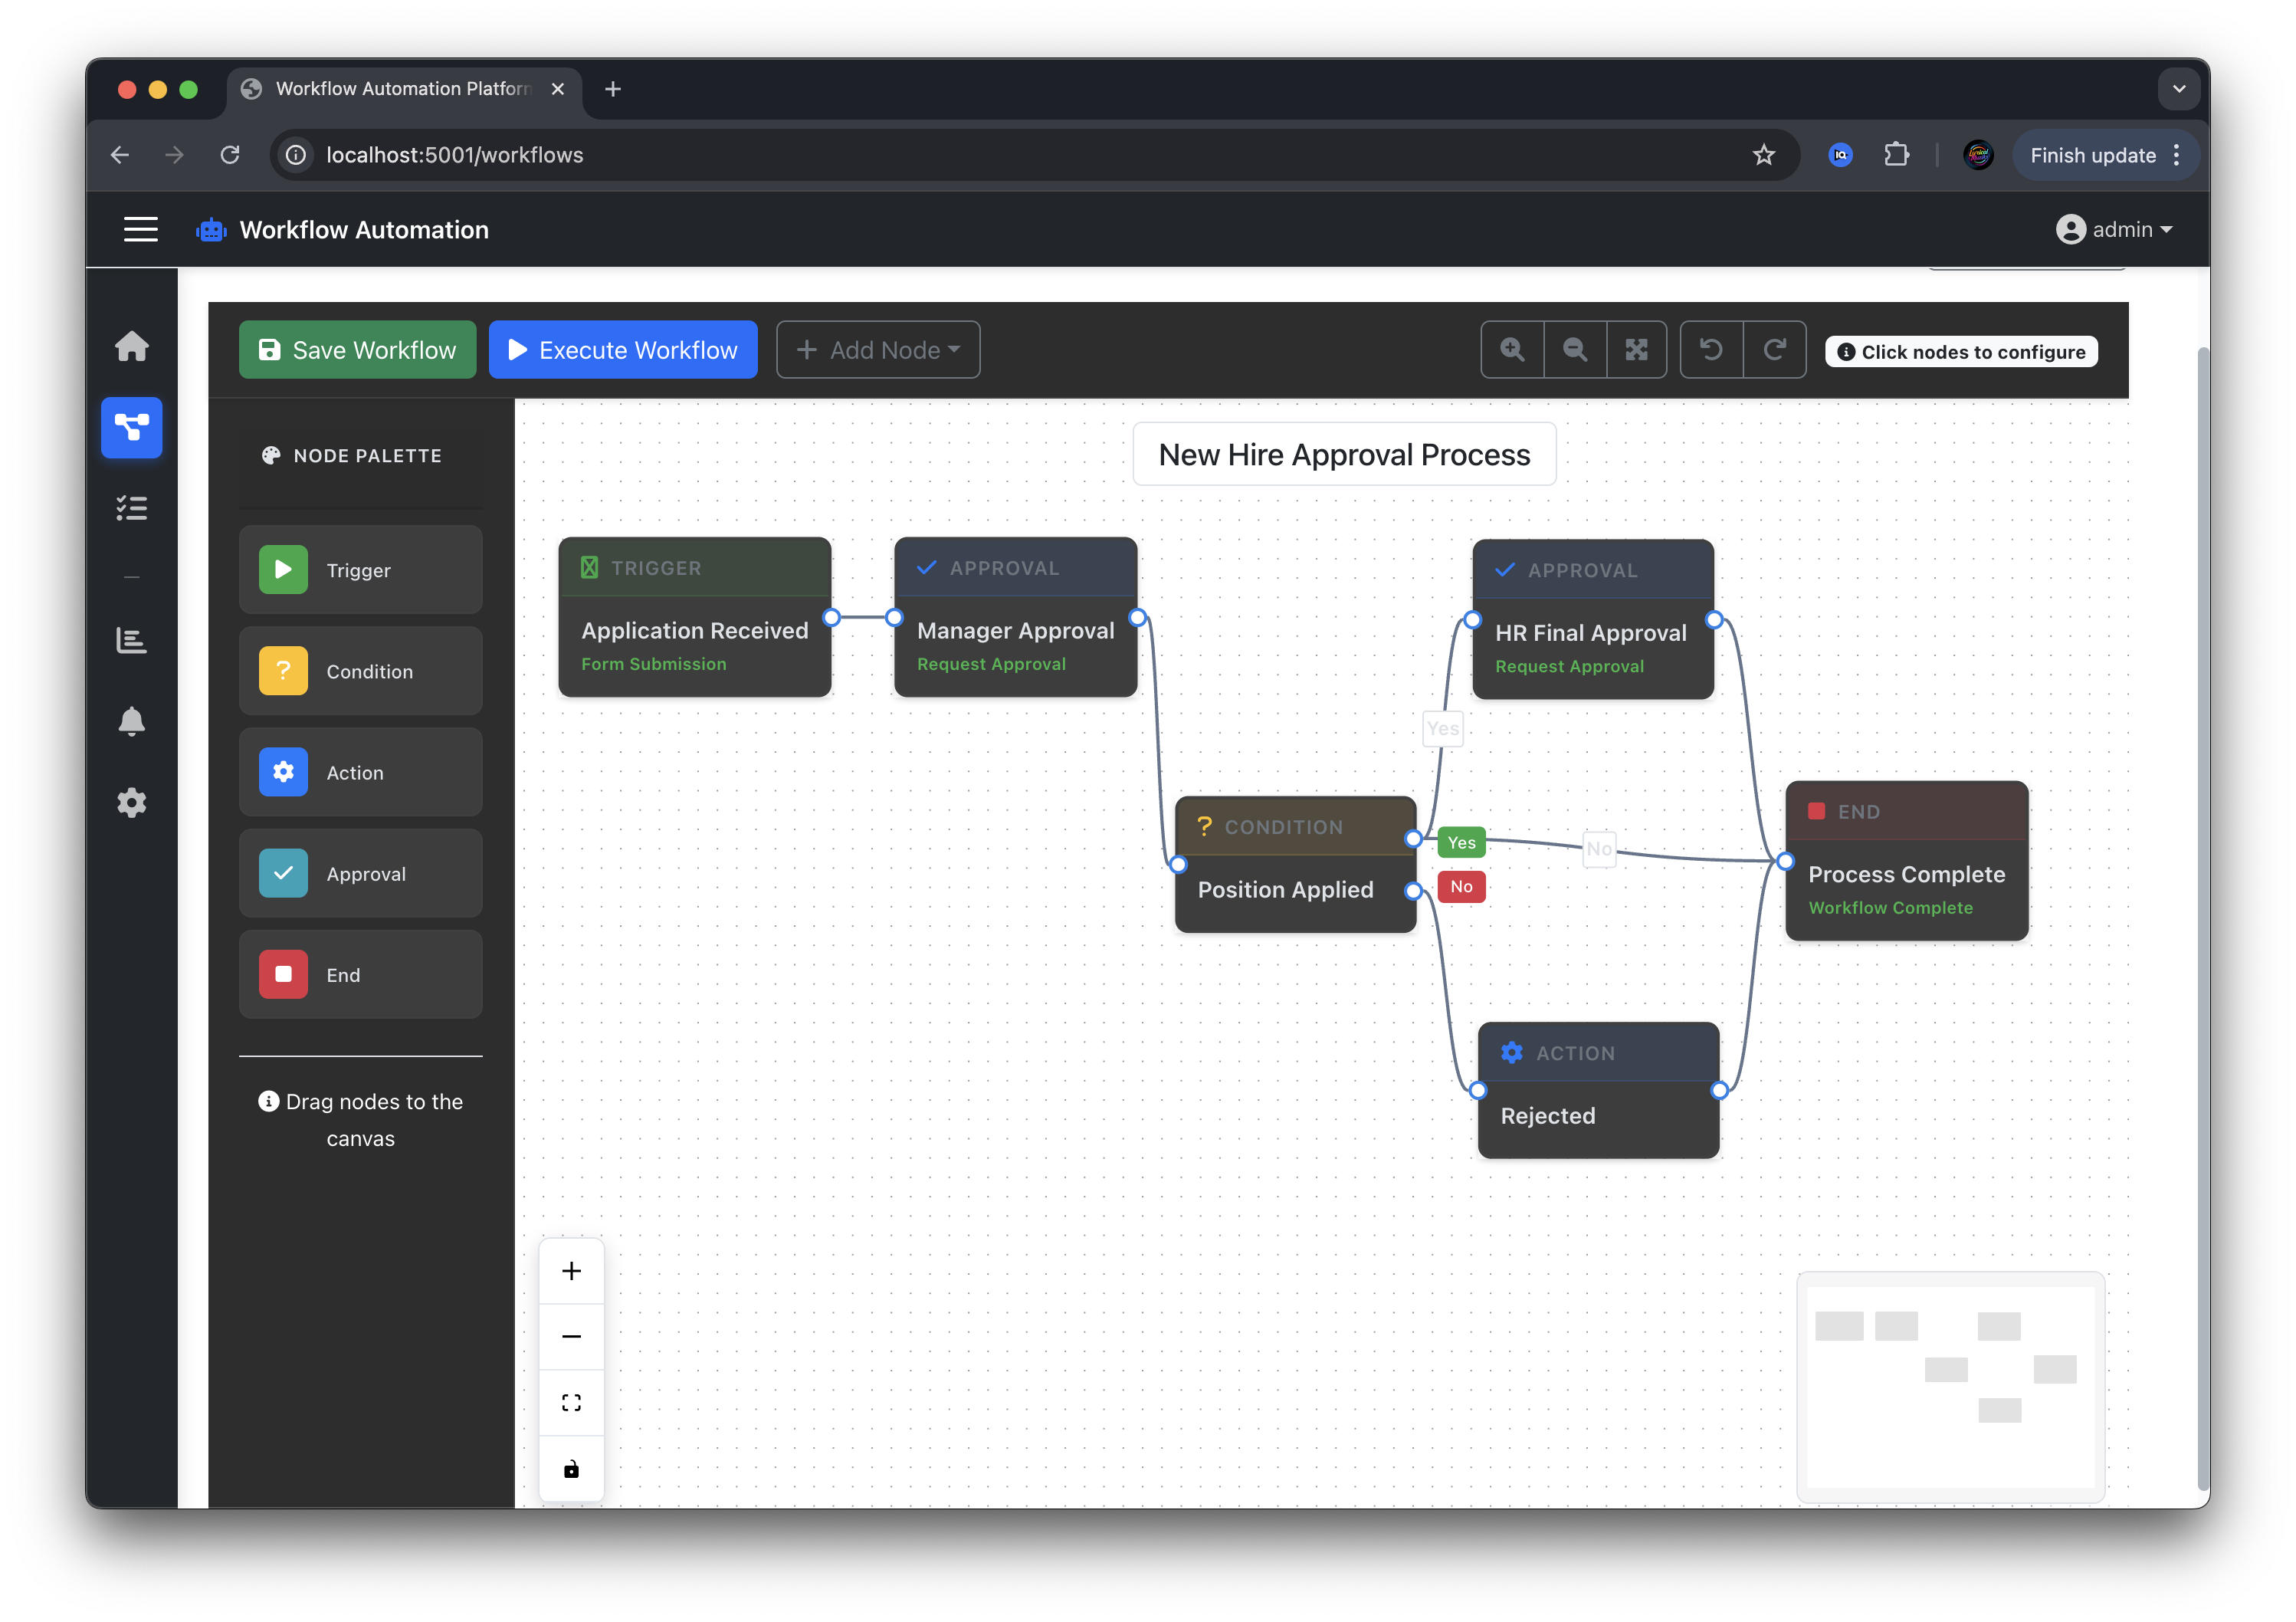 Workflow Automation Platform
localhost:5001/workflows
Finish update
Workflow Automation
admin
Save Workflow
Execute Workflow
Add Node
Click nodes to configure
NODE PALETTE
Trigger
Condition
Action
Approval
End
Drag nodes to the
canvas
New Hire Approval Process
TRIGGER
Application Received
Form Submission
APPROVAL
Manager Approval
Request Approval
APPROVAL
HR Final Approval
Request Approval
Yes
CONDITION
Position Applied
Yes
No
No
END
Process Complete
Workflow Complete
ACTION
Rejected